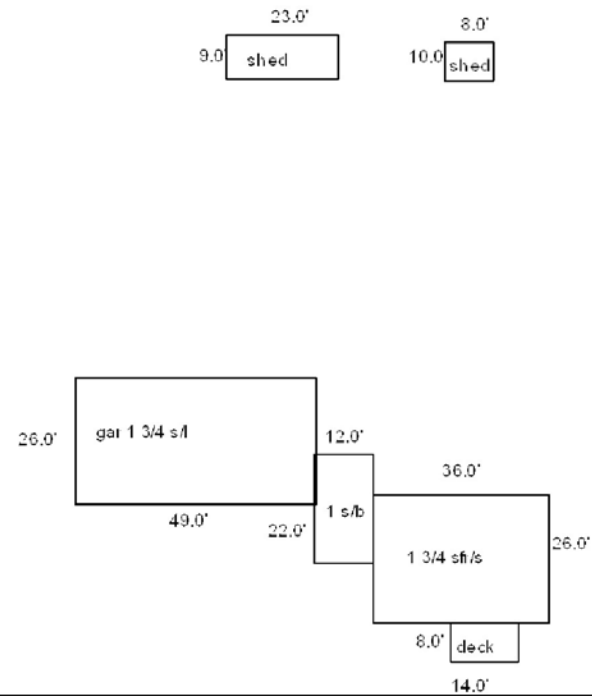 23.0'
8.0'
9.0'
shed
10.0
shed
26.0'
gar 1 3/4 s/l
12.0'
36.0'
49.0'
22.0'
1 s/b
1 3/4 sfr/s
26.0'
8.0'
deck
14.0'